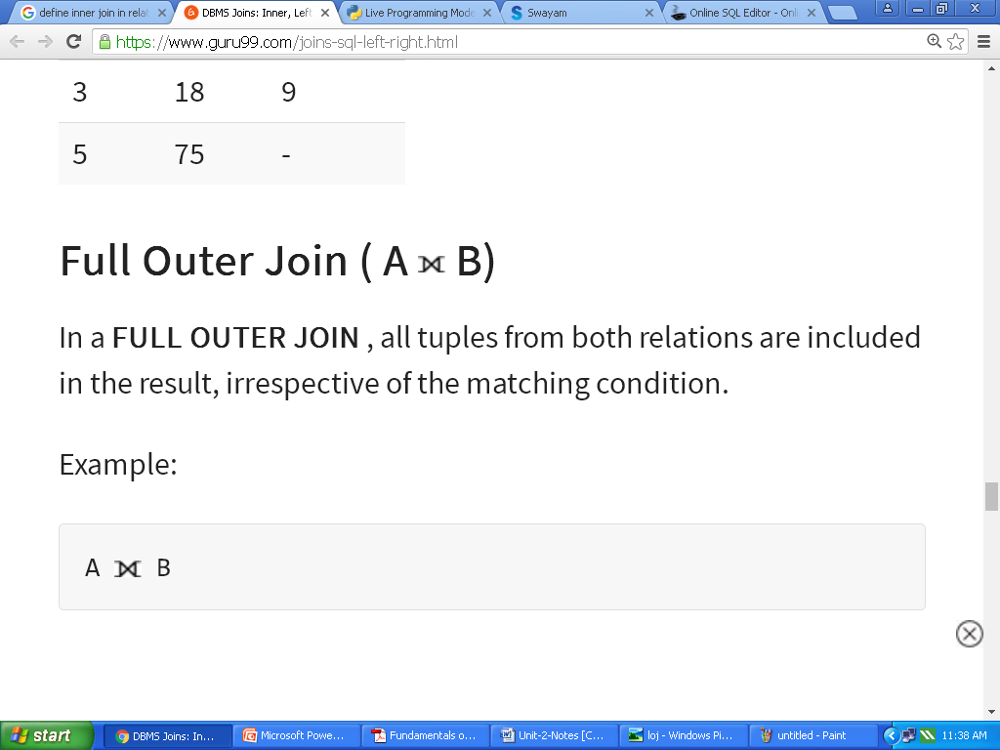 define inner join in relat
DBMS Joins: Inner, Left
Live Programming Mode
Swayam
Online SQL Editor - Onli
https://www.guru99.com/joins-sql-left-right.html
3 18 9
5 75 -
Full Outer Join ( A ⟗ B)
In a FULL OUTER JOIN , all tuples from both relations are included
in the result, irrespective of the matching condition.
Example:
A ⟗ B
start
DBMS Joins: In...
Microsoft Powe...
Fundamentals o...
Unit-2-Notes [C...
loj - Windows Pi...
untitled - Paint
11:38 AM